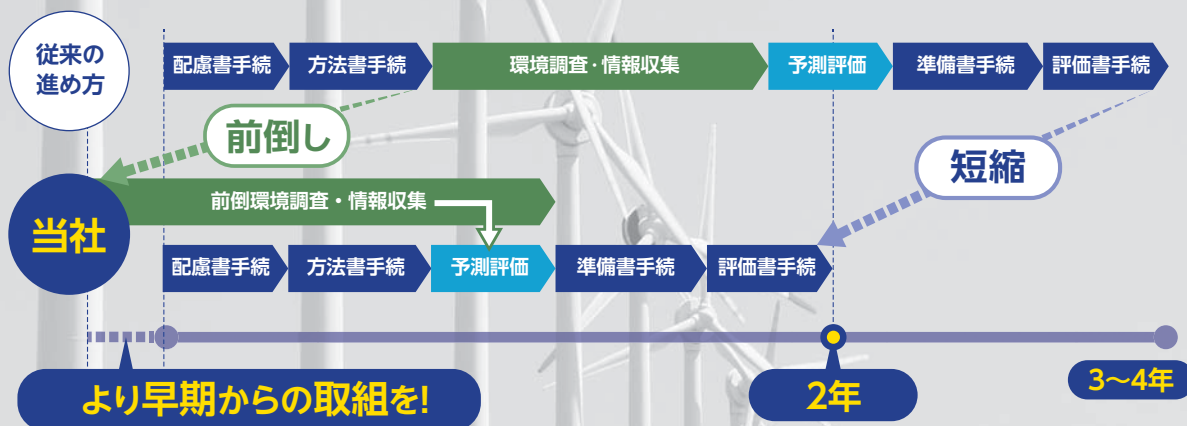 従来の
進め方
配慮書手続
方法書手続
環境調査・情報収集
予測評価
準備書手続
評価書手続
前倒し
短縮
当社
前倒環境調査・情報収集
配慮書手続
方法書手続
予測評価
準備書手続
評価書手続
より早期からの取組を!
2年
3〜4年